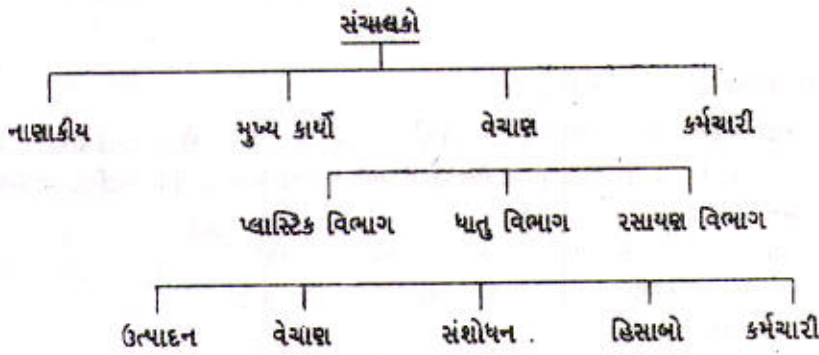 સંચાલકો
નાણાકીય મુખ્ય કાર્યો વેચાણ કર્મચારી
પ્લાસ્ટિક વિભાગ ધાતુ વિભાગ રસાયણ વિભાગ
ઉત્પાદન વેચાણ સંશોધન . હિસાબો કર્મચારી